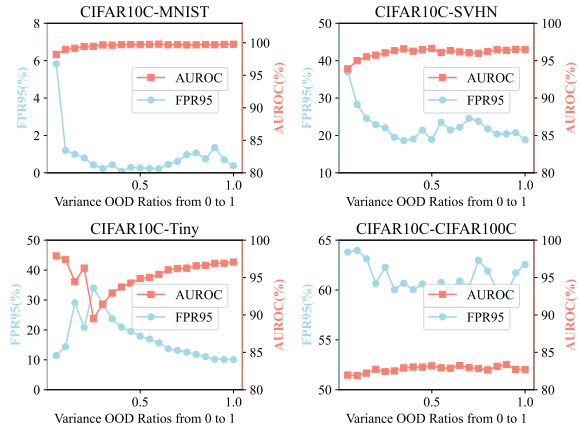 CIFAR10C-MNIST
8
6
4
2
0
FPR95(%)
100
95
90
85
80
AUROC(%)
AUROC
FPR95
0.5
1.0
Variance OOD Ratios from 0 to 1
CIFAR10C-SVHN
50
40
30
20
10
FPR95(%)
100
95
90
85
80
AUROC(%)
AUROC
FPR95
0.5
1.0
Variance OOD Ratios from 0 to 1
CIFAR10C-Tiny
50
40
30
20
10
0
FPR95(%)
100
95
90
85
80
AUROC(%)
AUROC
FPR95
0.5
1.0
Variance OOD Ratios from 0 to 1
CIFAR10C-CIFAR100C
65
60
55
50
FPR95(%)
100
95
90
85
80
AUROC(%)
AUROC
FPR95
0.5
1.0
Variance OOD Ratios from 0 to 1